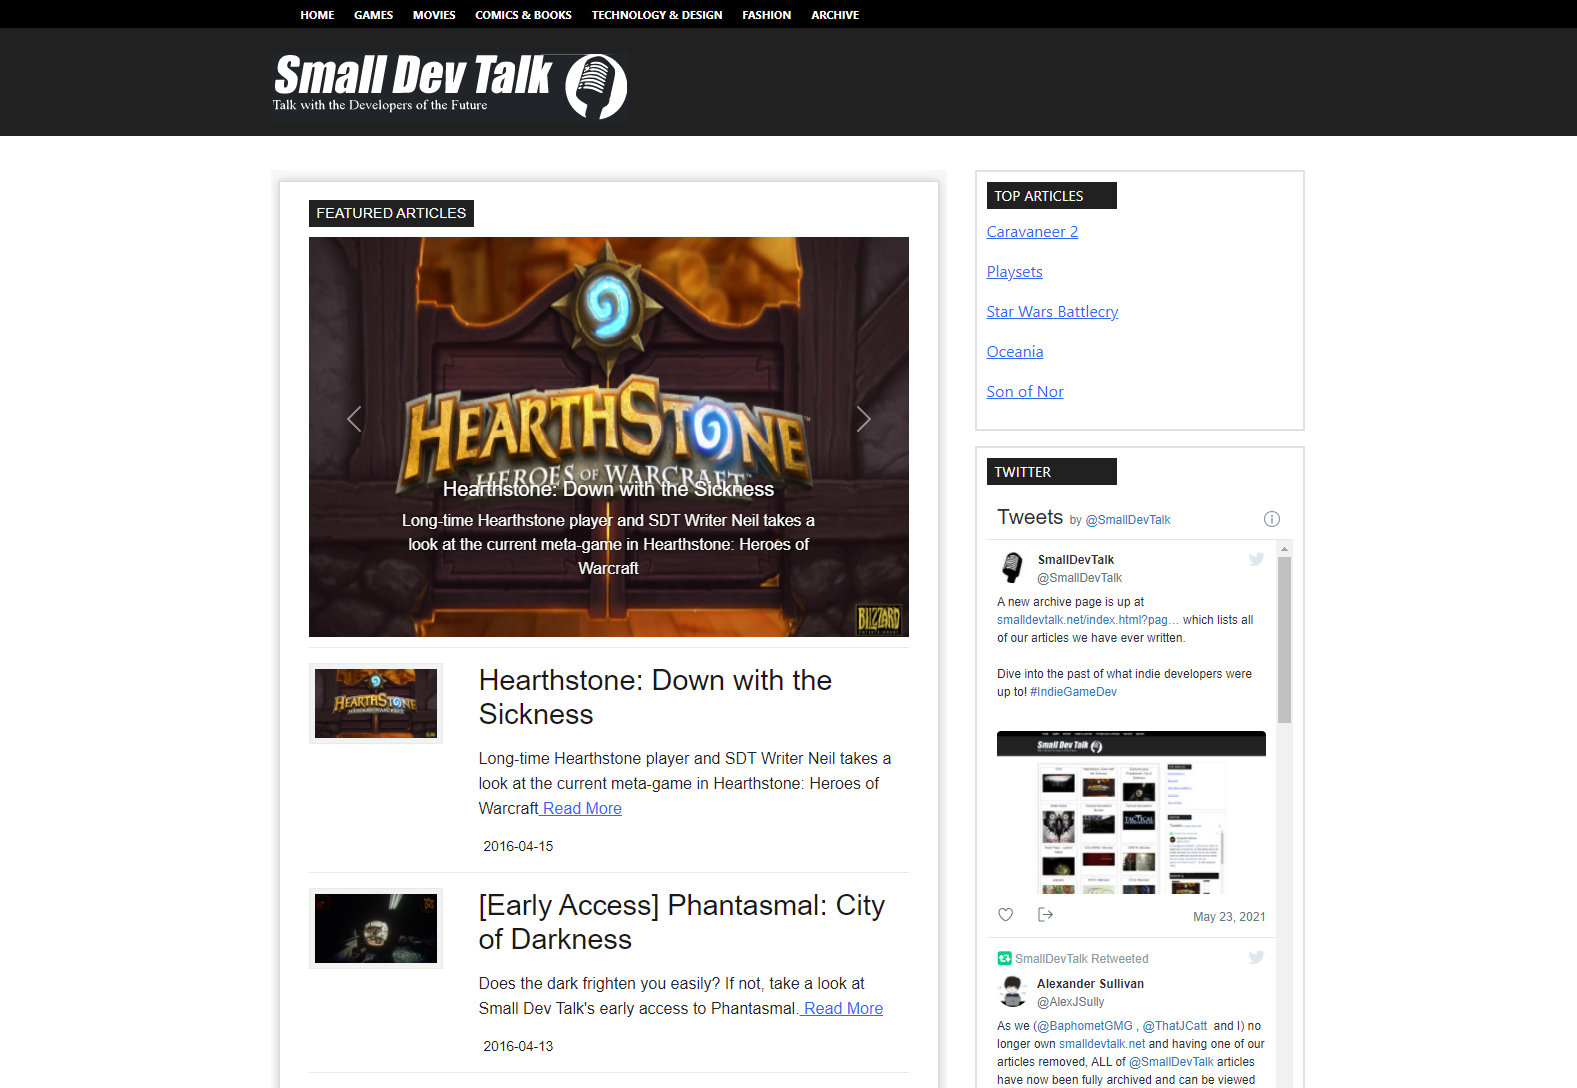 HOME GAMES MOVIES COMICS & BOOKS TECHNOLOGY & DESIGN FASHION ARCHIVE
Small Dev Talk
Talk with the Developers of the Future
FEATURED ARTICLES
HEARTHSTONE
HEROES OF WARCRAFT
Hearthstone: Down with the Sickness
Long-time Hearthstone player and SDT Writer Neil takes a
look at the current meta-game in Hearthstone: Heroes of
Warcraft
BLIZZARD
ENTERTAINMENT
HEARTHSTONE
Hearthstone: Down with the
Sickness
Long-time Hearthstone player and SDT Writer Neil takes a
look at the current meta-game in Hearthstone: Heroes of
Warcraft Read More
2016-04-15
[Early Access] Phantasmal: City
of Darkness
Does the dark frighten you easily? If not, take a look at
Small Dev Talk's early access to Phantasmal. Read More
2016-04-13
TOP ARTICLES
Caravaneer 2
Playsets
Star Wars Battlecry
Oceania
Son of Nor
TWITTER
Tweets by @SmallDevTalk
SmallDevTalk
@SmallDevTalk
A new archive page is up at
smalldevtalk.net/index.html?pag… which lists all
of our articles we have ever written.
Dive into the past of what indie developers were
up to! #IndieGameDev
Small Dev Talk
TACTICAL
May 23, 2021
SmallDevTalk Retweeted
Alexander Sullivan
@AlexJSully
As we (@BaphometGMG , @ThatJCatt and I) no
longer own smalldevtalk.net and having one of our
articles removed, ALL of @SmallDevTalk articles
have now been fully archived and can be viewed